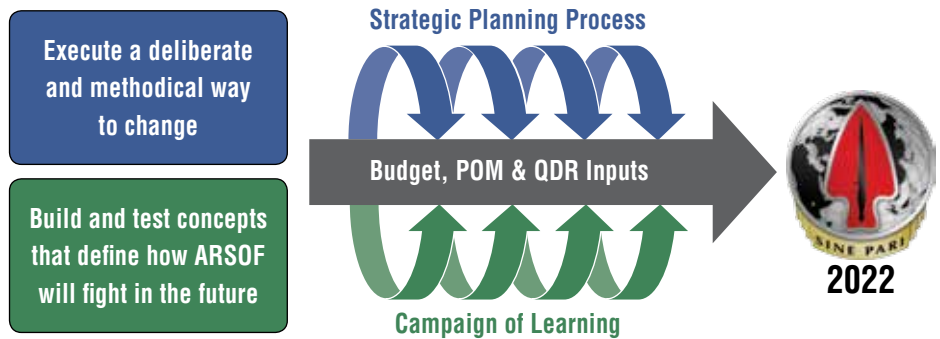 Execute a deliberate
and methodical way
to change
Build and test concepts
that define how ARSOF
will fight in the future
Strategic Planning Process
Budget, POM & QDR Inputs
Campaign of Learning
SINE PARI
2022